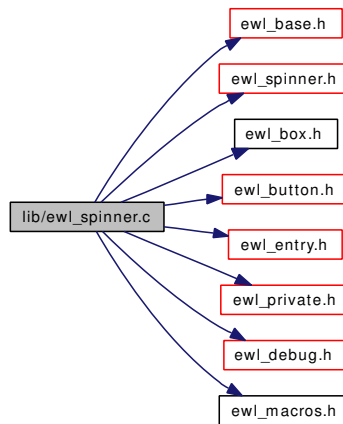 ewl_base.h
ewl_spinner.h
ewl_box.h
ewl_button.h
lib/ewl_spinner.c
ewl_entry.h
ewl_private.h
ewl_debug.h
ewl_macros.h